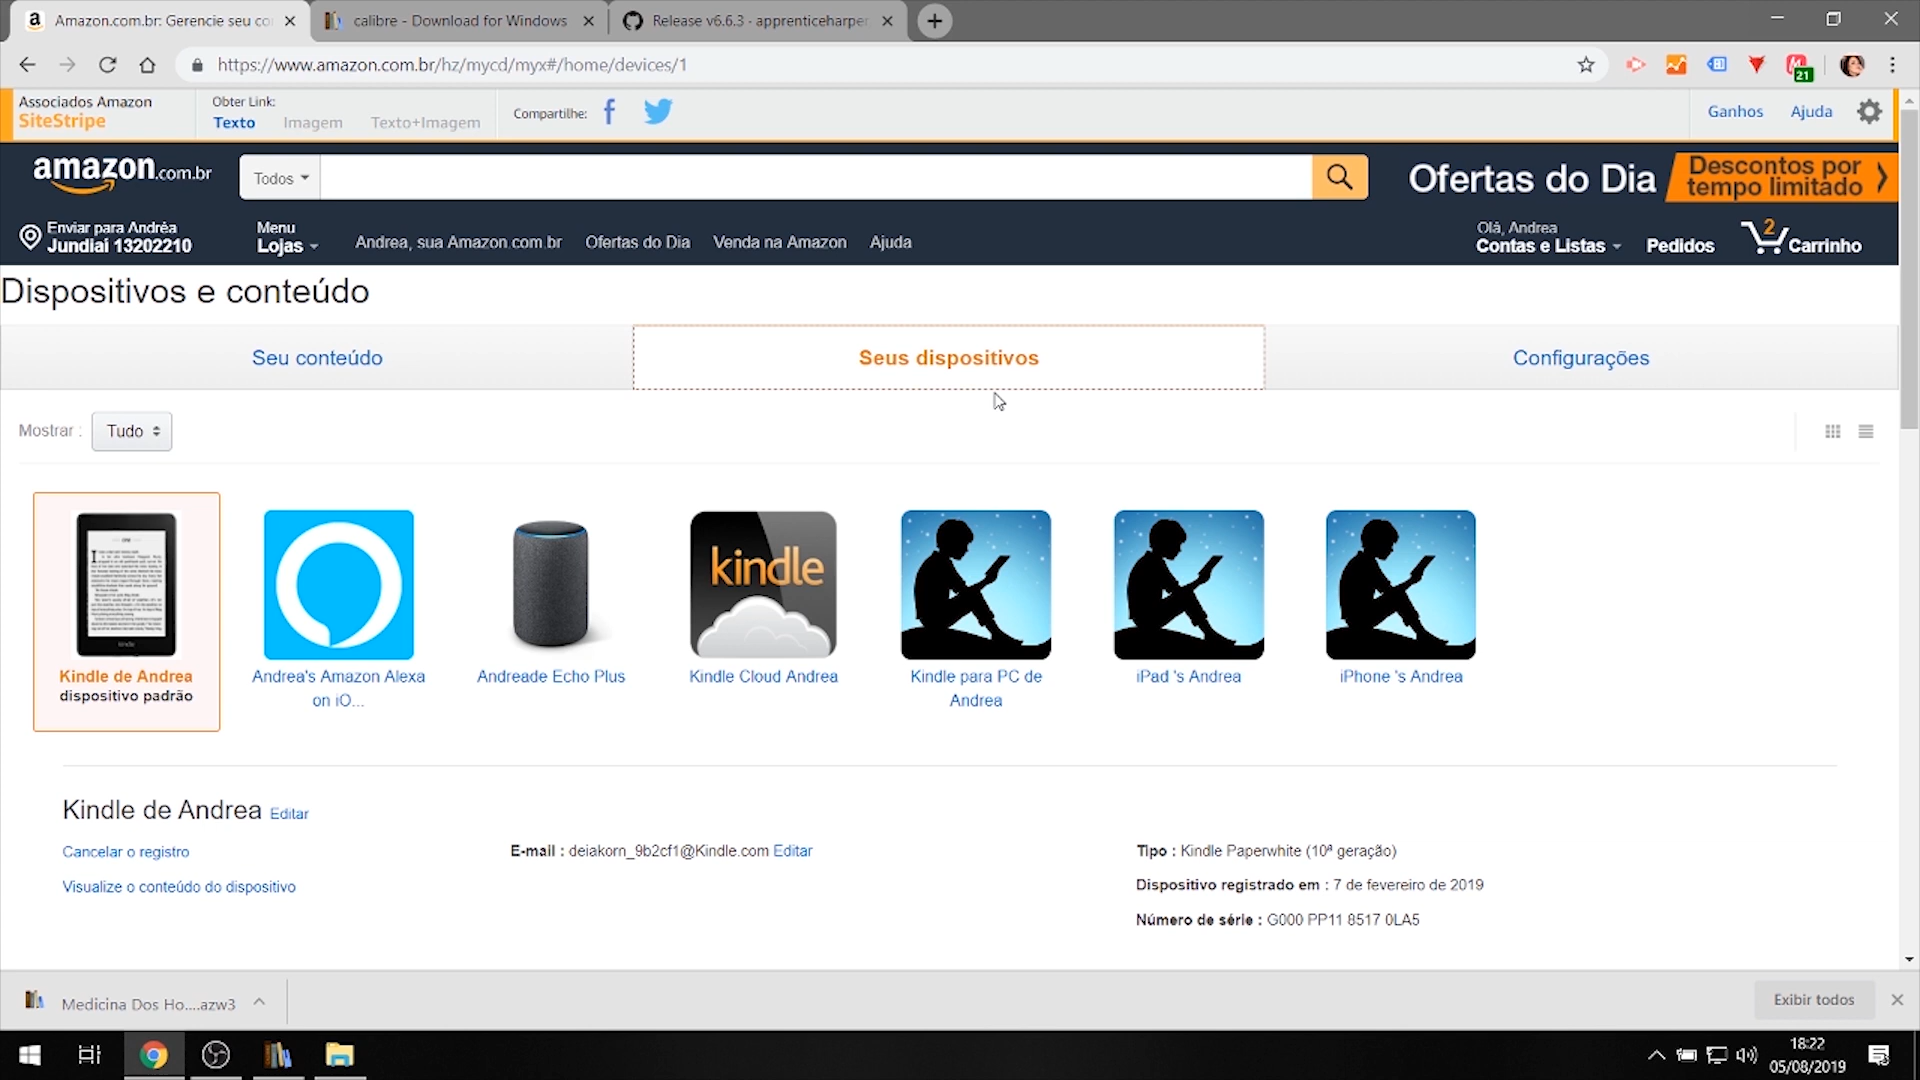 Amazon.com.br: Gerencie seu co
calibre - Download for Windows
Release v6.6.3 · apprenticeharper
https://www.amazon.com.br/hz/mycd/myx#/home/devices/1
21
Associados Amazon
SiteStripe
Obter Link:
Texto
Imagem
Texto+Imagem
Compartilhe:
Ganhos
Ajuda
amazon.com.br
Todos
Ofertas do Dia
Descontos por
tempo limitado
Enviar para Andréa
Jundiaí 13202210
Menu
Lojas
Andrea, sua Amazon.com.br
Ofertas do Dia
Venda na Amazon
Ajuda
Olá, Andrea
Contas e Listas
Pedidos
2
Carrinho
Dispositivos e conteúdo
Seu conteúdo
Seus dispositivos
Configurações
Mostrar :
Tudo
kindle
Kindle de Andrea
dispositivo padrão
Andrea's Amazon Alexa
on iO...
Andreade Echo Plus
Kindle Cloud Andrea
Kindle para PC de
Andrea
iPad 's Andrea
iPhone 's Andrea
Kindle de Andrea Editar
Cancelar o registro
Visualize o conteúdo do dispositivo
E-mail : deiakorn_9b2cf1@Kindle.com Editar
Tipo : Kindle Paperwhite (10ª geração)
Dispositivo registrado em : 7 de fevereiro de 2019
Número de série : G000 PP11 8517 0LA5
Medicina Dos Ho....azw3
Exibir todos
18:22
05/08/2019